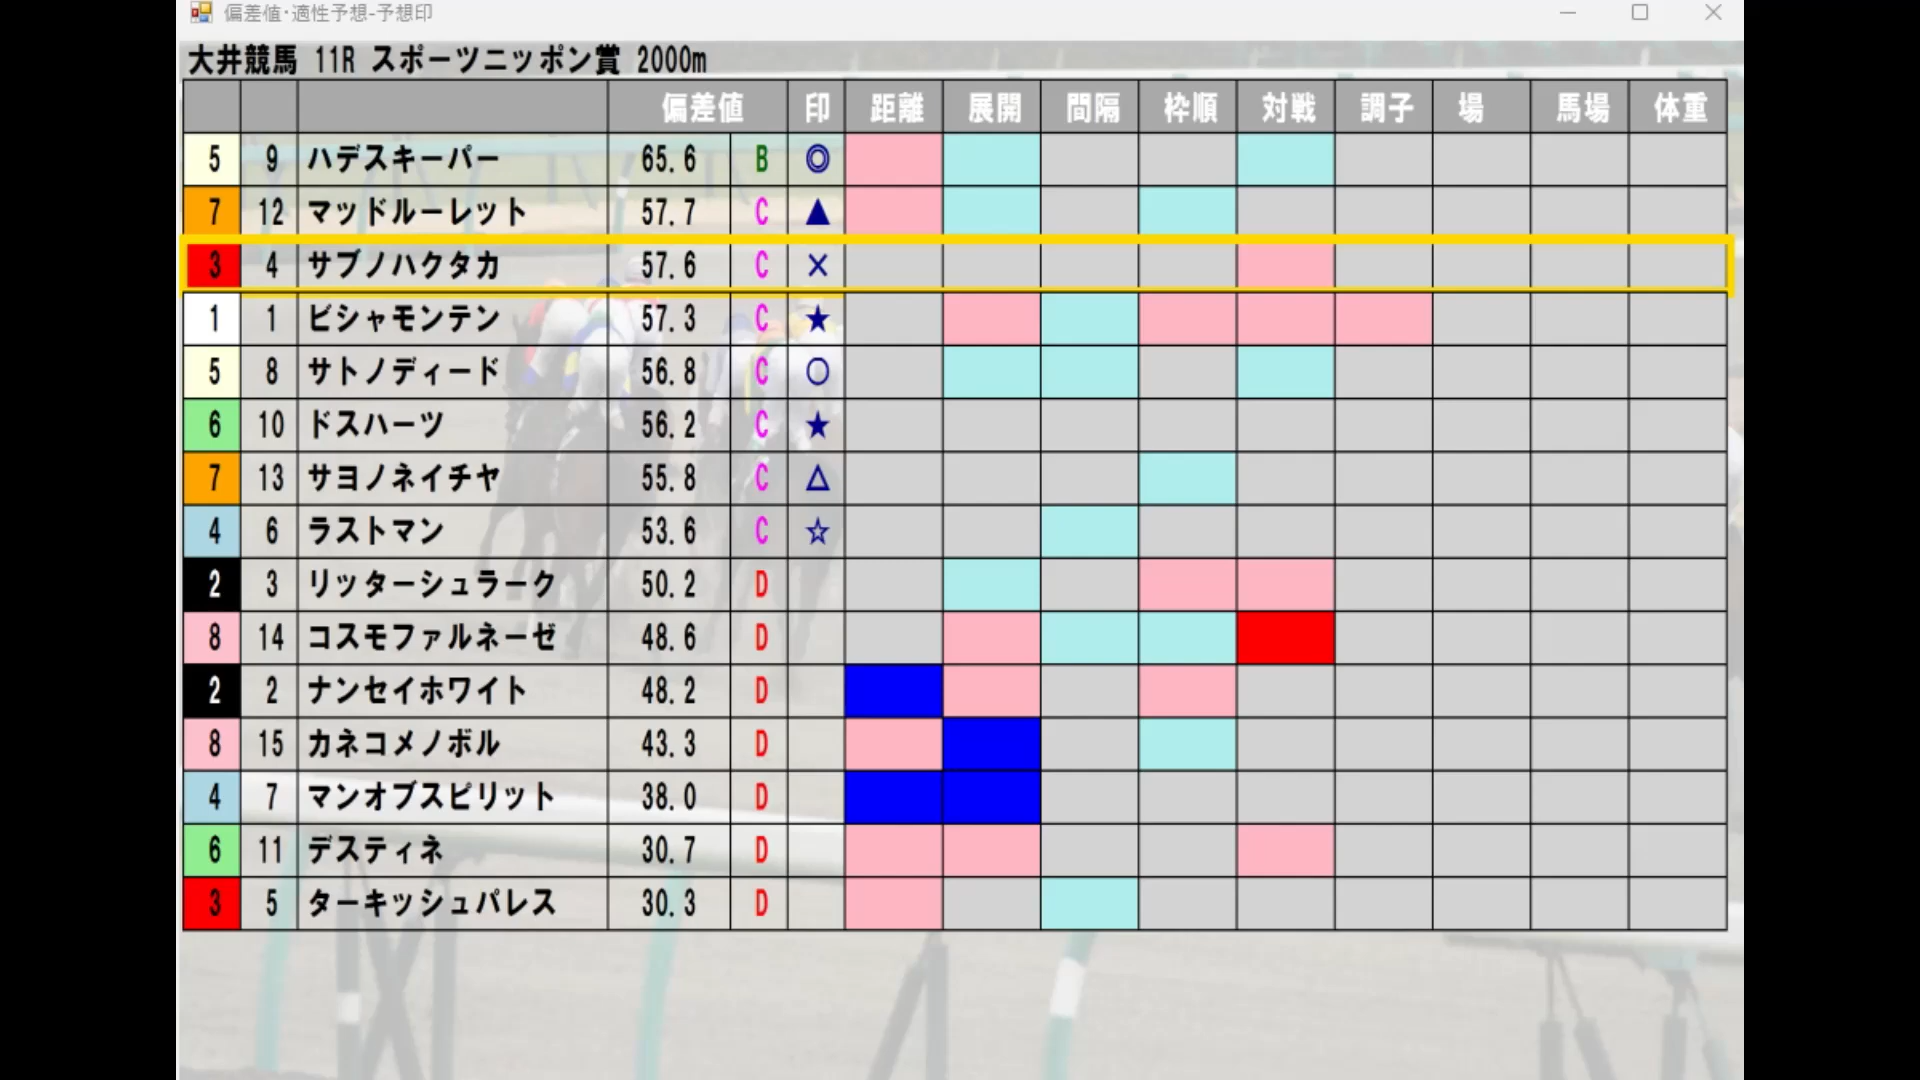 偏差値･適性予想-予想印
大井競馬 11R スポーツニッポン賞 2000m
偏差値 印 距離 展開 間隔 枠順 対戦 調子 場 馬場 体重
5 9 ハデスキーパー 65.6 B ◎
7 12 マッドルーレット 57.7 C ▲
3 4 サブノハクタカ 57.6 C ×
1 1 ビシャモンテン 57.3 C ★
5 8 サトノディード 56.8 C ○
6 10 ドスハーツ 56.2 C ★
7 13 サヨノネイチヤ 55.8 C △
4 6 ラストマン 53.6 C ☆
2 3 リッターシュラーク 50.2 D
8 14 コスモファルネーゼ 48.6 D
2 2 ナンセイホワイト 48.2 D
8 15 カネコメノボル 43.3 D
4 7 マンオブスピリット 38.0 D
6 11 デスティネ 30.7 D
3 5 ターキッシュパレス 30.3 D